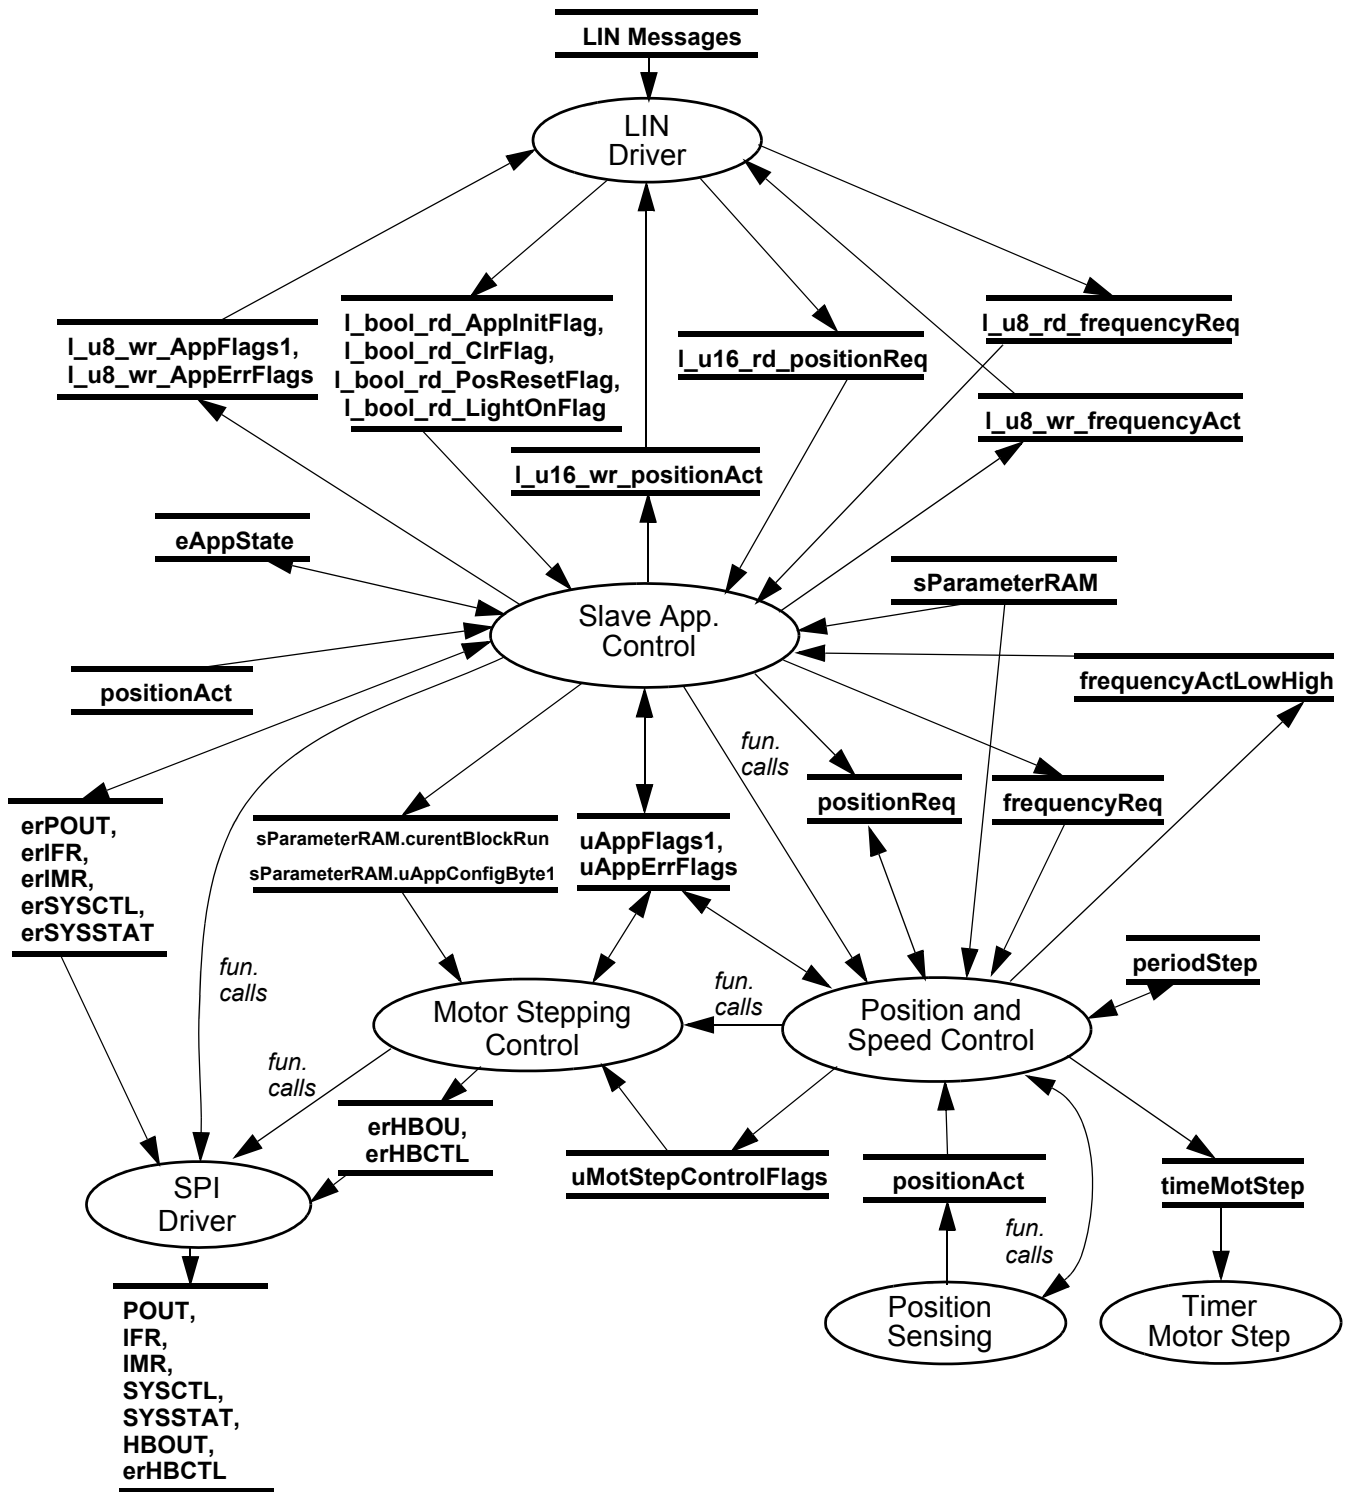 LIN Messages
LIN
Driver
l_u8_wr_AppFlags1,
l_u8_wr_AppErrFlags
l_bool_rd_AppInitFlag,
l_bool_rd_ClrFlag,
l_bool_rd_PosResetFlag,
l_bool_rd_LightOnFlag
l_u16_rd_positionReq
l_u8_rd_frequencyReq
l_u8_wr_frequencyAct
l_u16_wr_positionAct
eAppState
sParameterRAM
Slave App.
Control
positionAct
frequencyActLowHigh
fun.
calls
positionReq
frequencyReq
erPOUT,
erIFR,
erIMR,
erSYSCTL,
erSYSSTAT
sParameterRAM.curentBlockRun
sParameterRAM.uAppConfigByte1
uAppFlags1,
uAppErrFlags
fun.
calls
periodStep
Motor Stepping
Control
fun.
calls
Position and
Speed Control
fun.
calls
erHBOU,
erHBCTL
uMotStepControlFlags
positionAct
timeMotStep
SPI
Driver
fun.
calls
POUT,
IFR,
IMR,
SYSCTL,
SYSSTAT,
HBOUT,
erHBCTL
Position
Sensing
Timer
Motor Step